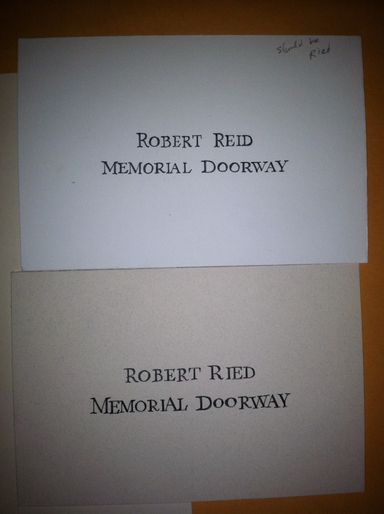 should be
Ried
ROBERT REID
MEMORIAL DOORWAY
ROBERT RIED
MEMORIAL DOORWAY